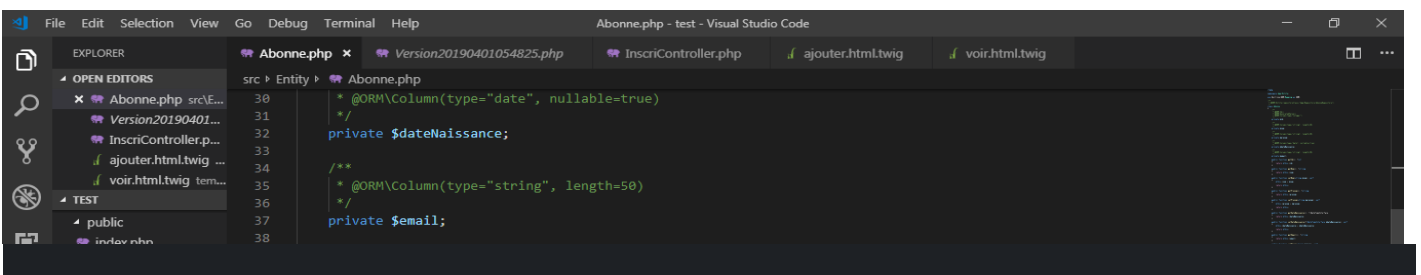 File Edit Selection View Go Debug Terminal Help Abonne.php - test - Visual Studio Code
EXPLORER
Abonne.php × Version20190401054825.php InscriController.php ajouter.html.twig voir.html.twig
OPEN EDITORS
src Entity Abonne.php
× Abonne.php src\E...
Version20190401...
InscriController.p...
ajouter.html.twig ...
voir.html.twig tem...
TEST
public
index.php
30 * @ORM\Column(type="date", nullable=true)
31 */
32 private $dateNaissance;
33
34 /**
35 * @ORM\Column(type="string", length=50)
36 */
37 private $email;
38